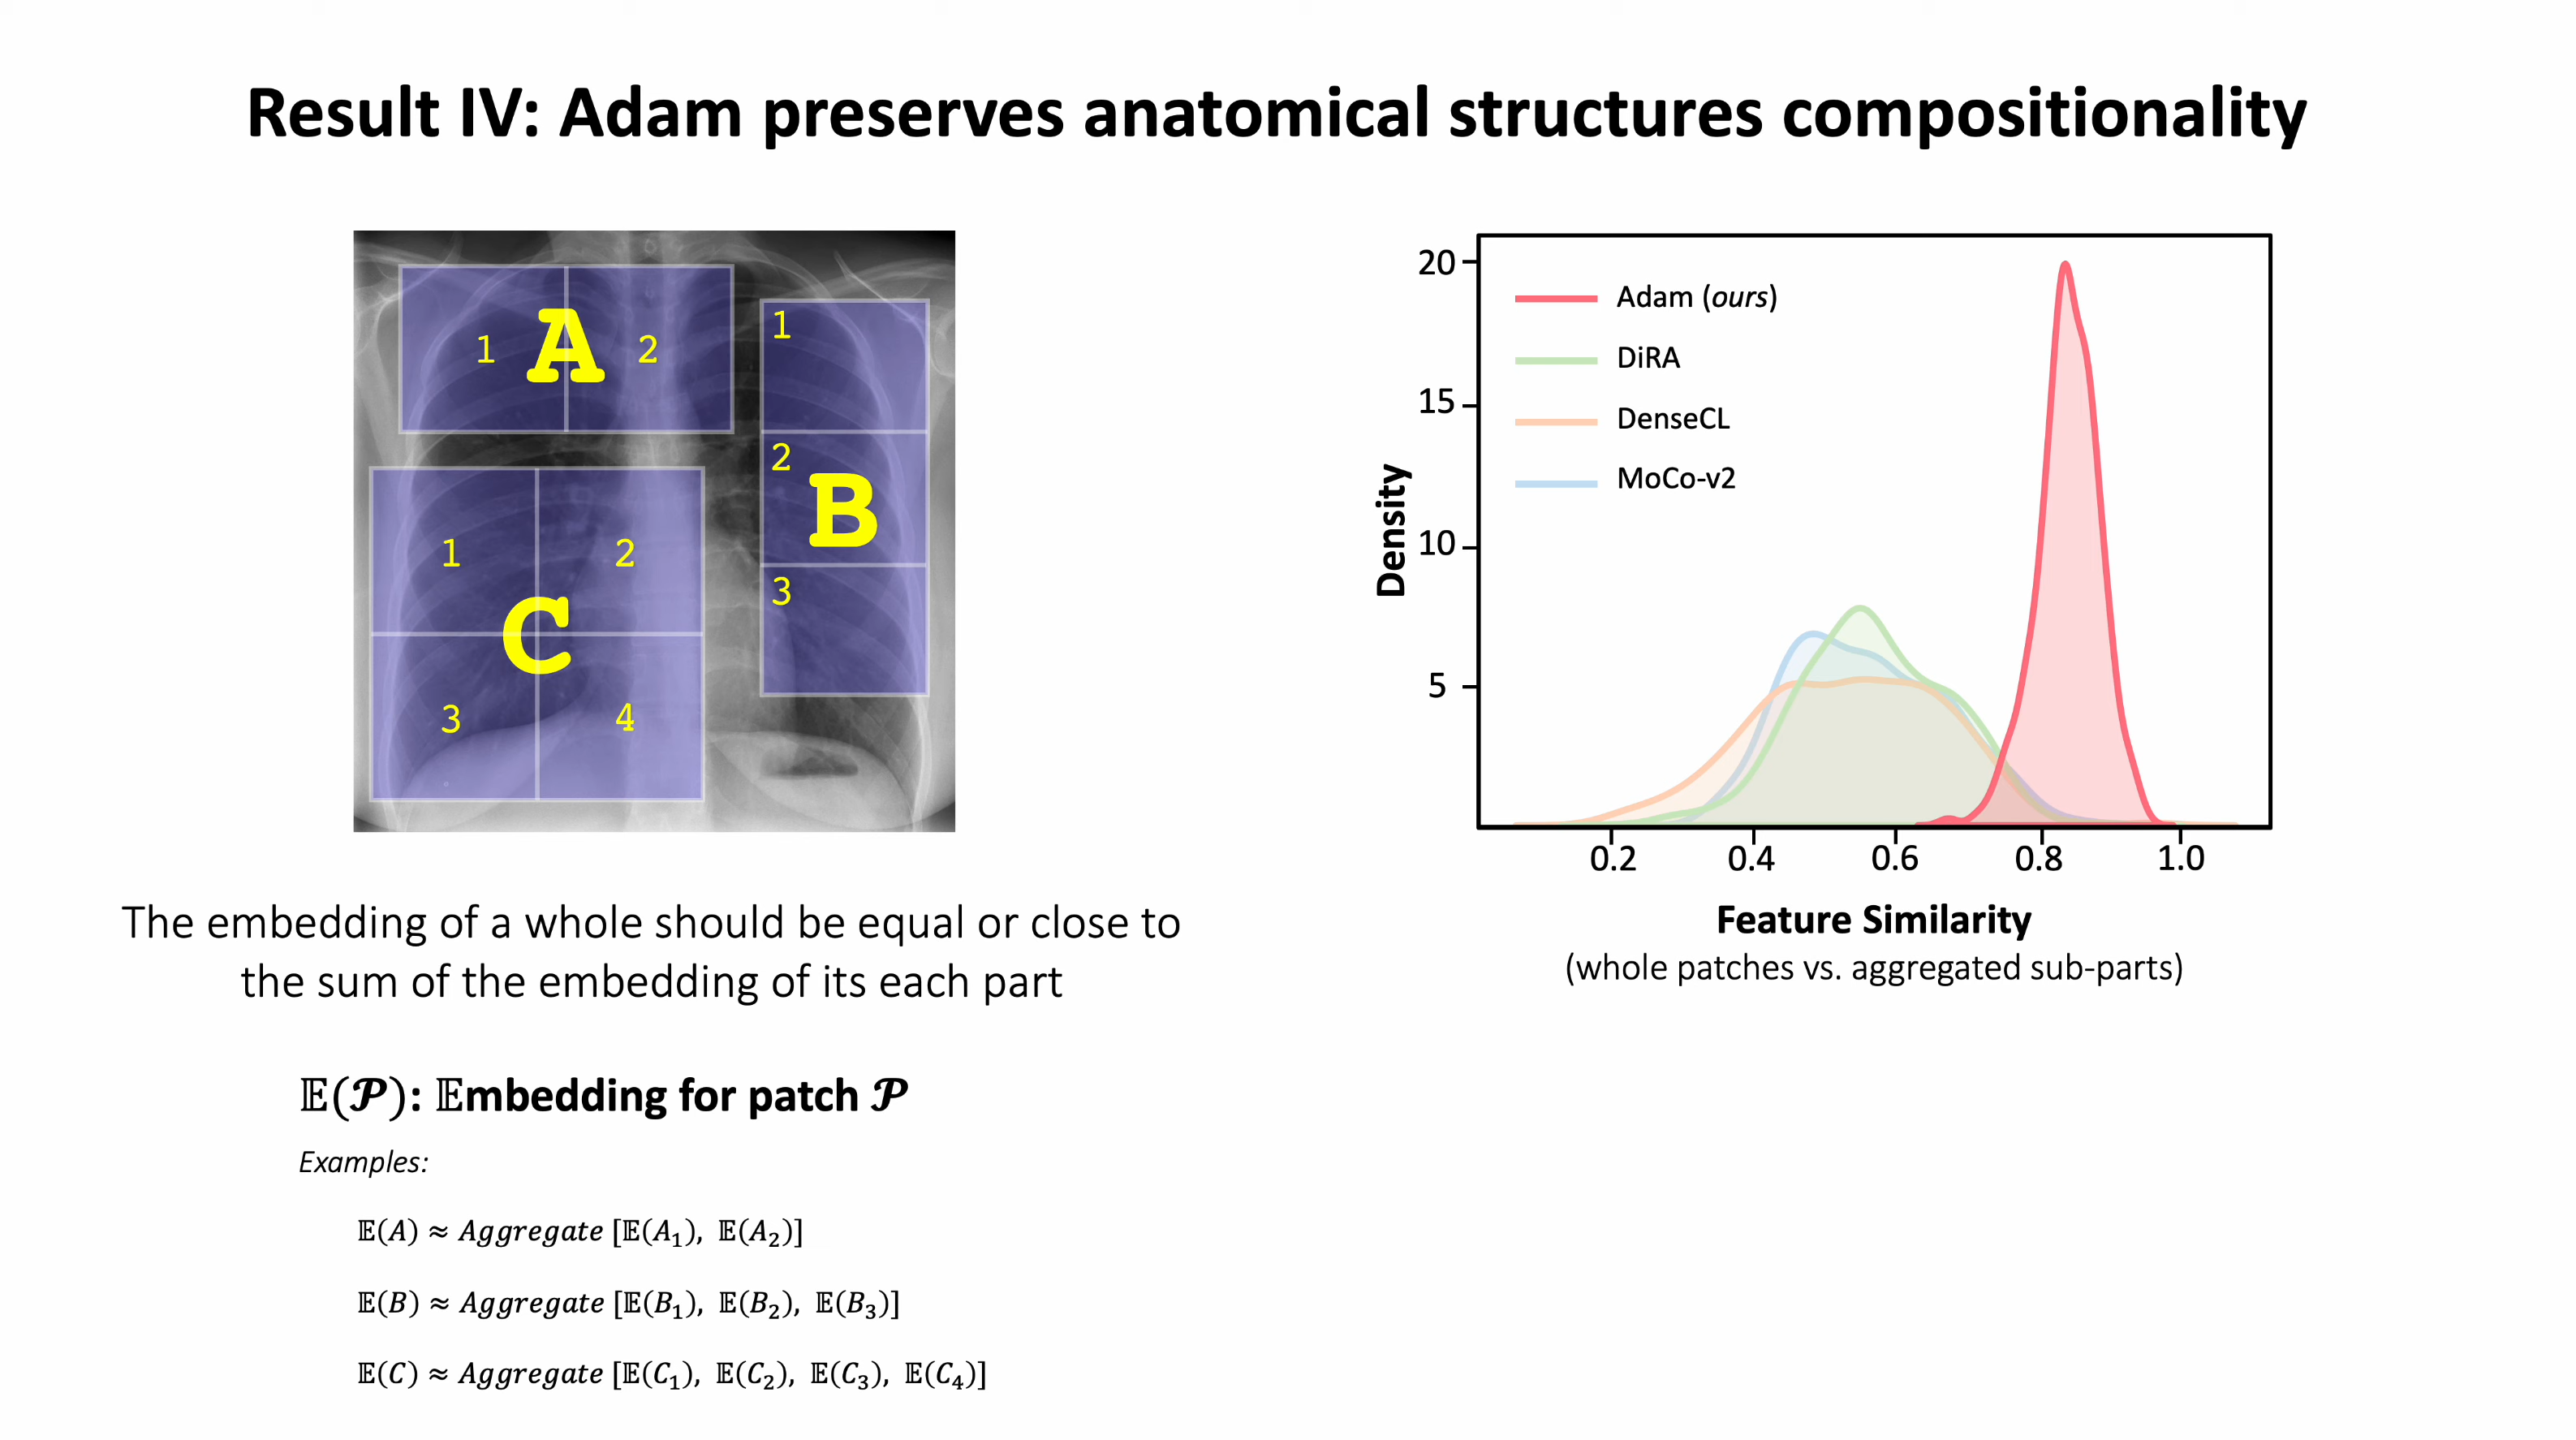 Result IV: Adam preserves anatomical structures compositionality
1
A
2
1
2
B
3
1
2
C
3
4
The embedding of a whole should be equal or close to
the sum of the embedding of its each part
𝔼(𝓟): 𝔼mbedding for patch 𝓟
Examples:
𝔼(A) ≈ Aggregate [𝔼(A₁), 𝔼(A₂)]
𝔼(B) ≈ Aggregate [𝔼(B₁), 𝔼(B₂), 𝔼(B₃)]
𝔼(C) ≈ Aggregate [𝔼(C₁), 𝔼(C₂), 𝔼(C₃), 𝔼(C₄)]
Density
20
15
10
5
Adam (ours)
DiRA
DenseCL
MoCo-v2
0.2 0.4 0.6 0.8 1.0
Feature Similarity
(whole patches vs. aggregated sub-parts)